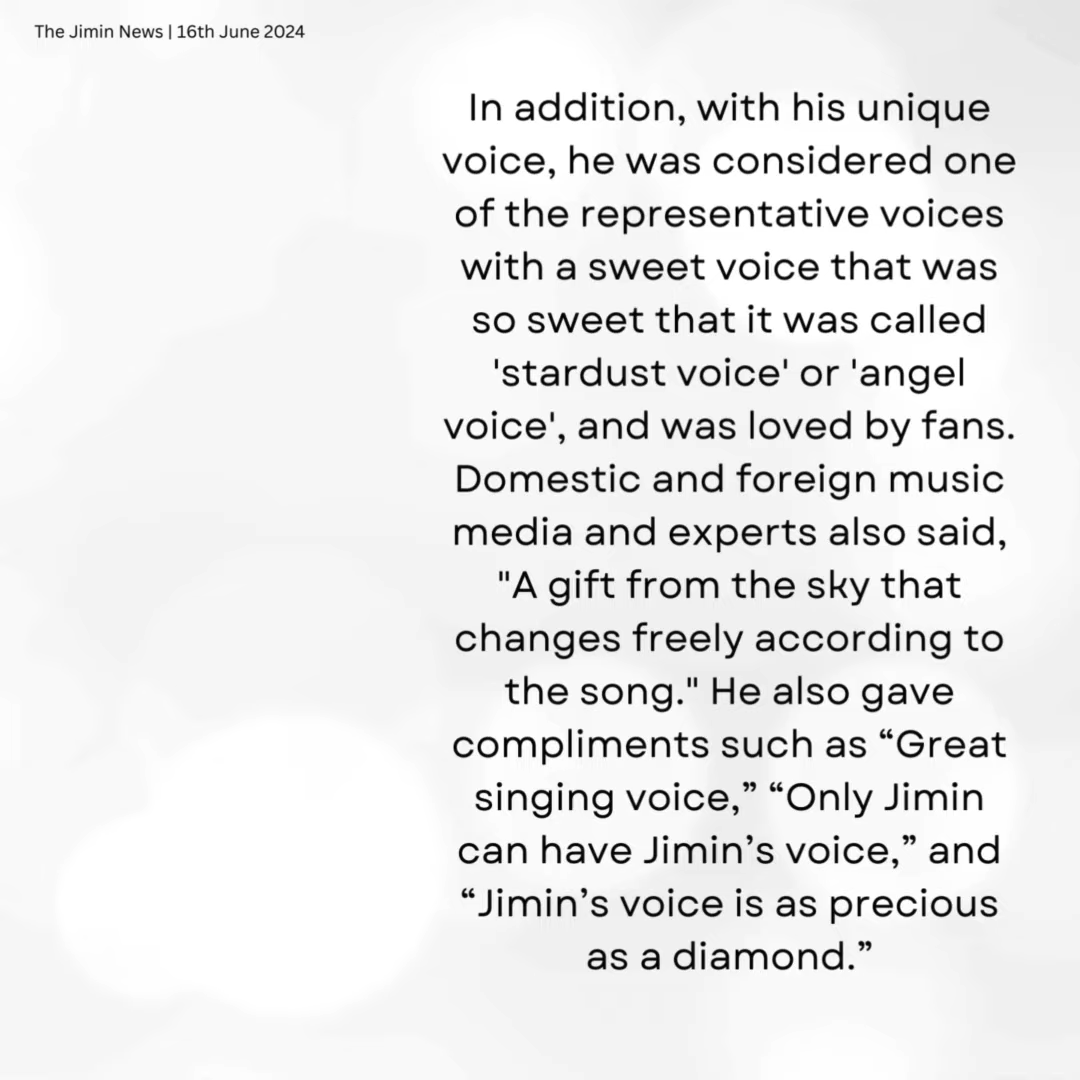 The Jimin News | 16th June 2024
In addition, with his unique
voice, he was considered one
of the representative voices
with a sweet voice that was
so sweet that it was called
'stardust voice' or 'angel
voice', and was loved by fans.
Domestic and foreign music
media and experts also said,
"A gift from the sky that
changes freely according to
the song." He also gave
compliments such as “Great
singing voice,” “Only Jimin
can have Jimin’s voice,” and
“Jimin’s voice is as precious
as a diamond.”